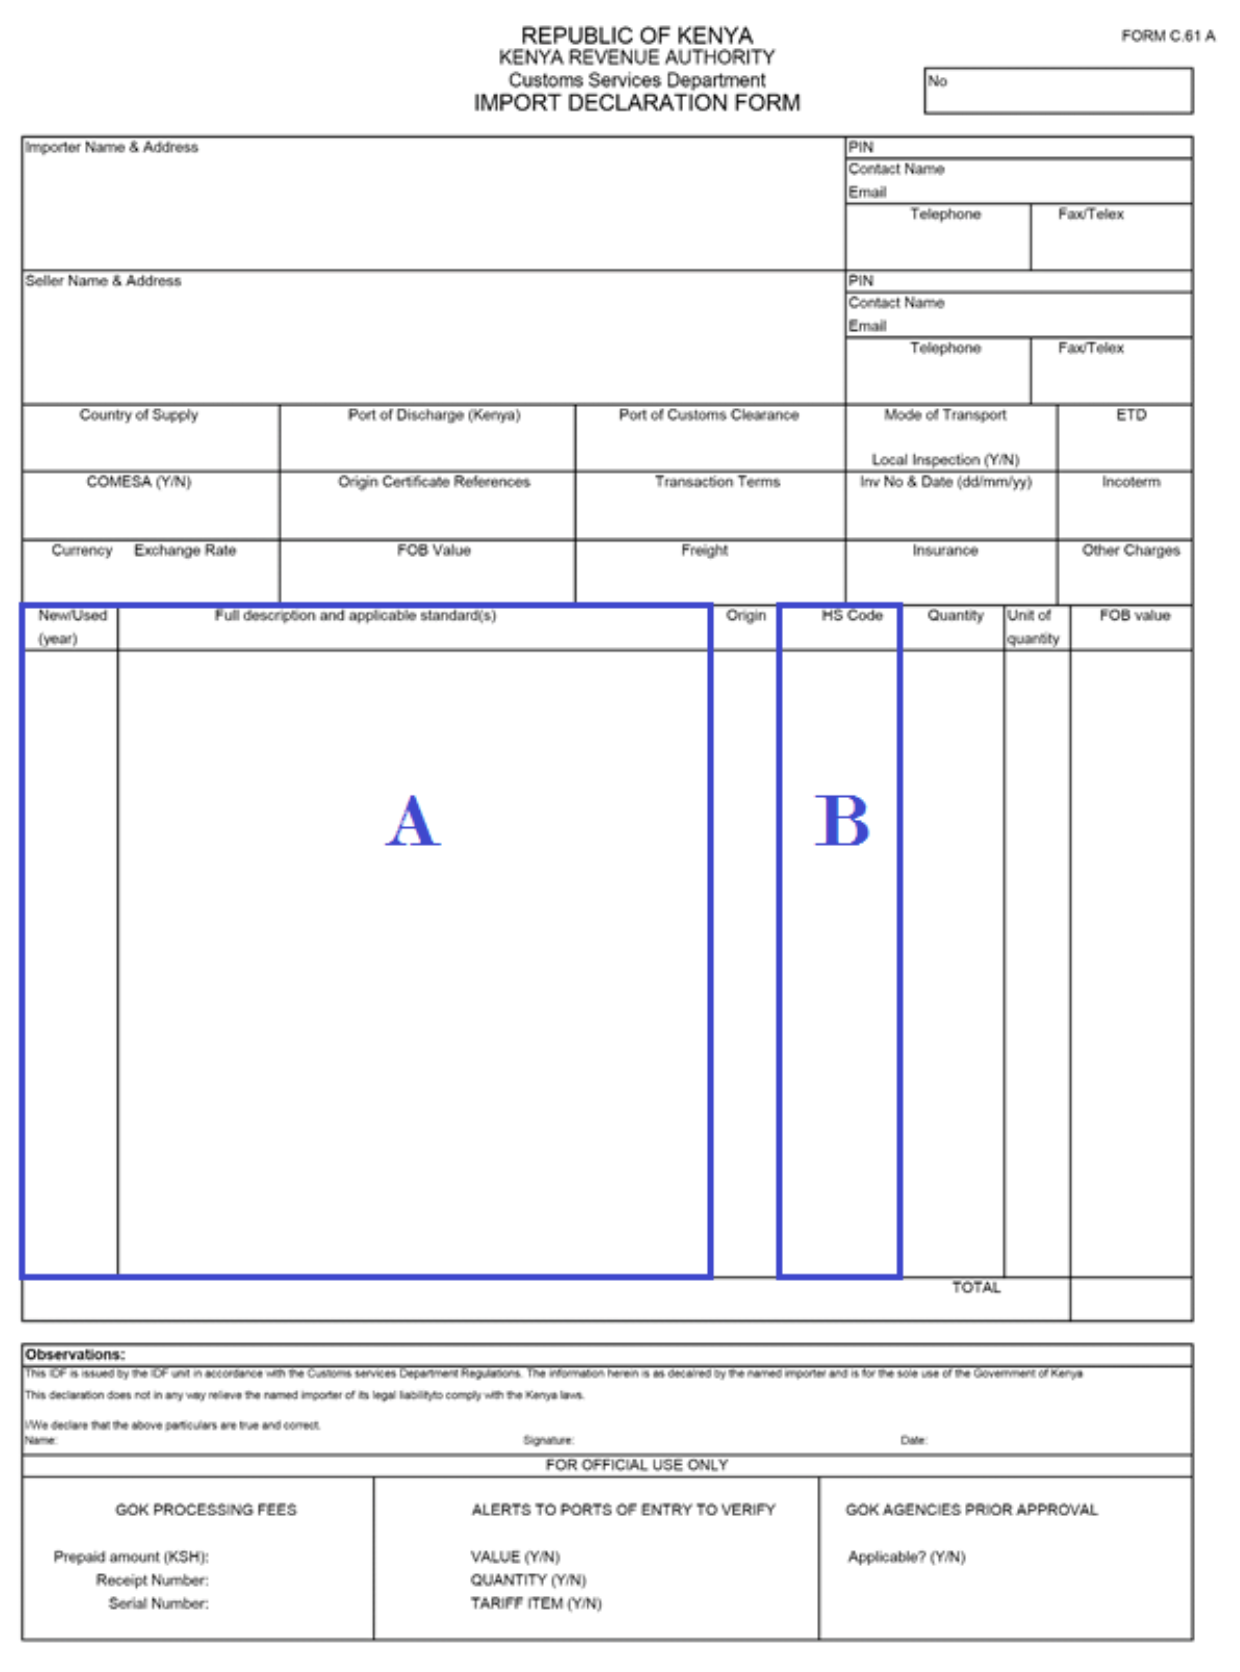 REPUBLIC OF KENYA
FORM C.61 A
KENYA REVENUE AUTHORITY
Customs Services Department
IMPORT DECLARATION FORM
No
Importer Name & Address
PIN
Contact Name
Email
Telephone Fax/Telex
Seller Name & Address
PIN
Contact Name
Email
Telephone Fax/Telex
Country of Supply Port of Discharge (Kenya) Port of Customs Clearance Mode of Transport ETD
Local Inspection (Y/N)
COMESA (Y/N) Origin Certificate References Transaction Terms Inv No & Date (dd/mm/yy) Incoterm
Currency Exchange Rate FOB Value Freight Insurance Other Charges
New/Used Full description and applicable standard(s) Origin HS Code Quantity Unit of FOB value
(year) quantity
A B
TOTAL
Observations:
This IDF is issued by the IDF unit in accordance with the Customs services Department Regulations. The information herein is as decalred by the named importer and is for the sole use of the Government of Kenya
This declaration does not in any way relieve the named importer of its legal liabilityto comply with the Kenya laws.
I/We declare that the above particulars are true and correct.
Name: Signature: Date:
FOR OFFICIAL USE ONLY
GOK PROCESSING FEES ALERTS TO PORTS OF ENTRY TO VERIFY GOK AGENCIES PRIOR APPROVAL
Prepaid amount (KSH): VALUE (Y/N) Applicable? (Y/N)
Receipt Number: QUANTITY (Y/N)
Serial Number: TARIFF ITEM (Y/N)